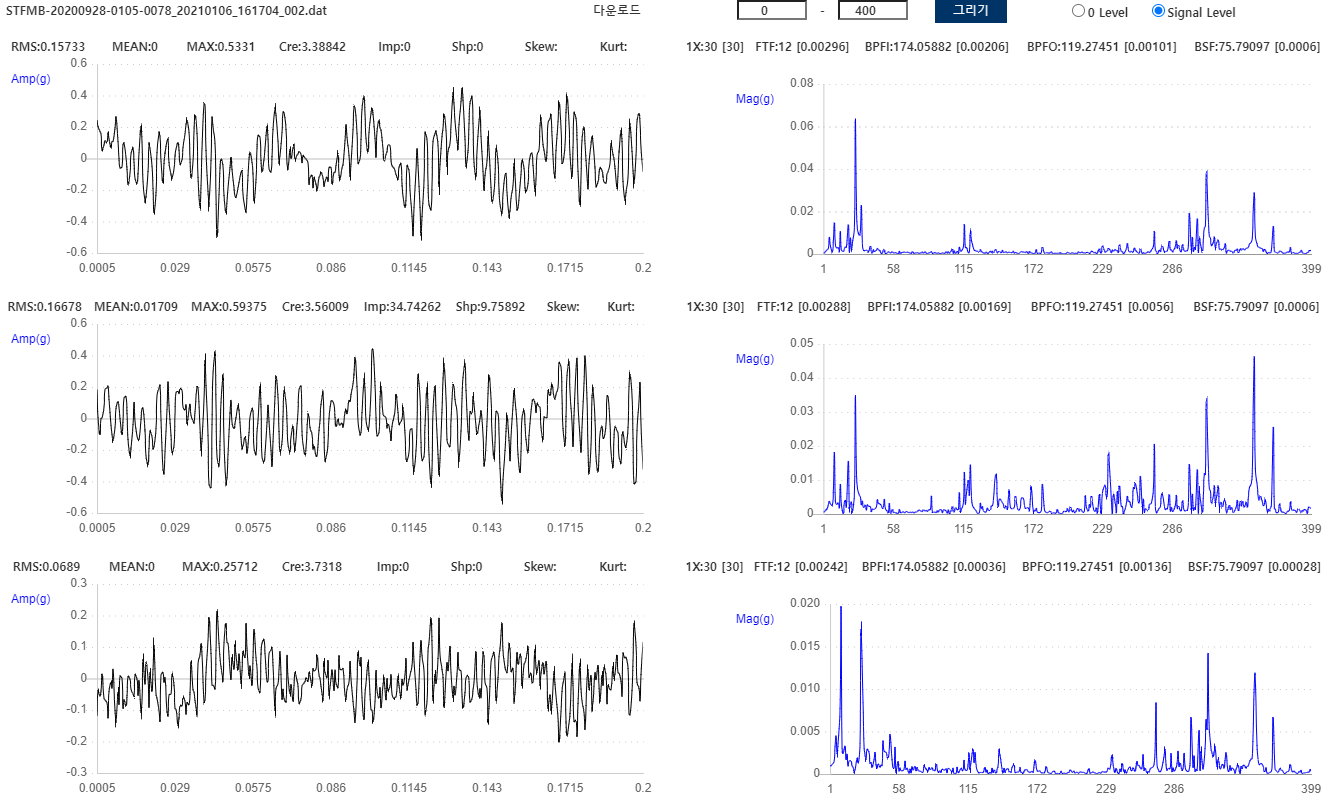 STFMB-20200928-0105-0078_20210106_161704_002.dat 다운로드 0 - 400 그리기 0 Level Signal Level
RMS:0.15733 MEAN:0 MAX:0.5331 Cre:3.38842 Imp:0 Shp:0 Skew: Kurt:
Amp(g)
0.6
0.4
0.2
0
-0.2
-0.4
-0.6
0.0005 0.029 0.0575 0.086 0.1145 0.143 0.1715 0.2
1X:30 [30] FTF:12 [0.00296] BPFI:174.05882 [0.00206] BPFO:119.27451 [0.00101] BSF:75.79097 [0.0006]
Mag(g)
0.08
0.06
0.04
0.02
0
1 58 115 172 229 286 399
RMS:0.16678 MEAN:0.01709 MAX:0.59375 Cre:3.56009 Imp:34.74262 Shp:9.75892 Skew: Kurt:
Amp(g)
0.6
0.4
0.2
0
-0.2
-0.4
-0.6
0.0005 0.029 0.0575 0.086 0.1145 0.143 0.1715 0.2
1X:30 [30] FTF:12 [0.00288] BPFI:174.05882 [0.00169] BPFO:119.27451 [0.0056] BSF:75.79097 [0.0006]
Mag(g)
0.05
0.04
0.03
0.02
0.01
0
1 58 115 172 229 286 399
RMS:0.0689 MEAN:0 MAX:0.25712 Cre:3.7318 Imp:0 Shp:0 Skew: Kurt:
Amp(g)
0.3
0.2
0.1
0
-0.1
-0.2
-0.3
0.0005 0.029 0.0575 0.086 0.1145 0.143 0.1715 0.2
1X:30 [30] FTF:12 [0.00242] BPFI:174.05882 [0.00036] BPFO:119.27451 [0.00136] BSF:75.79097 [0.00028]
Mag(g)
0.020
0.015
0.010
0.005
0
1 58 115 172 229 286 399